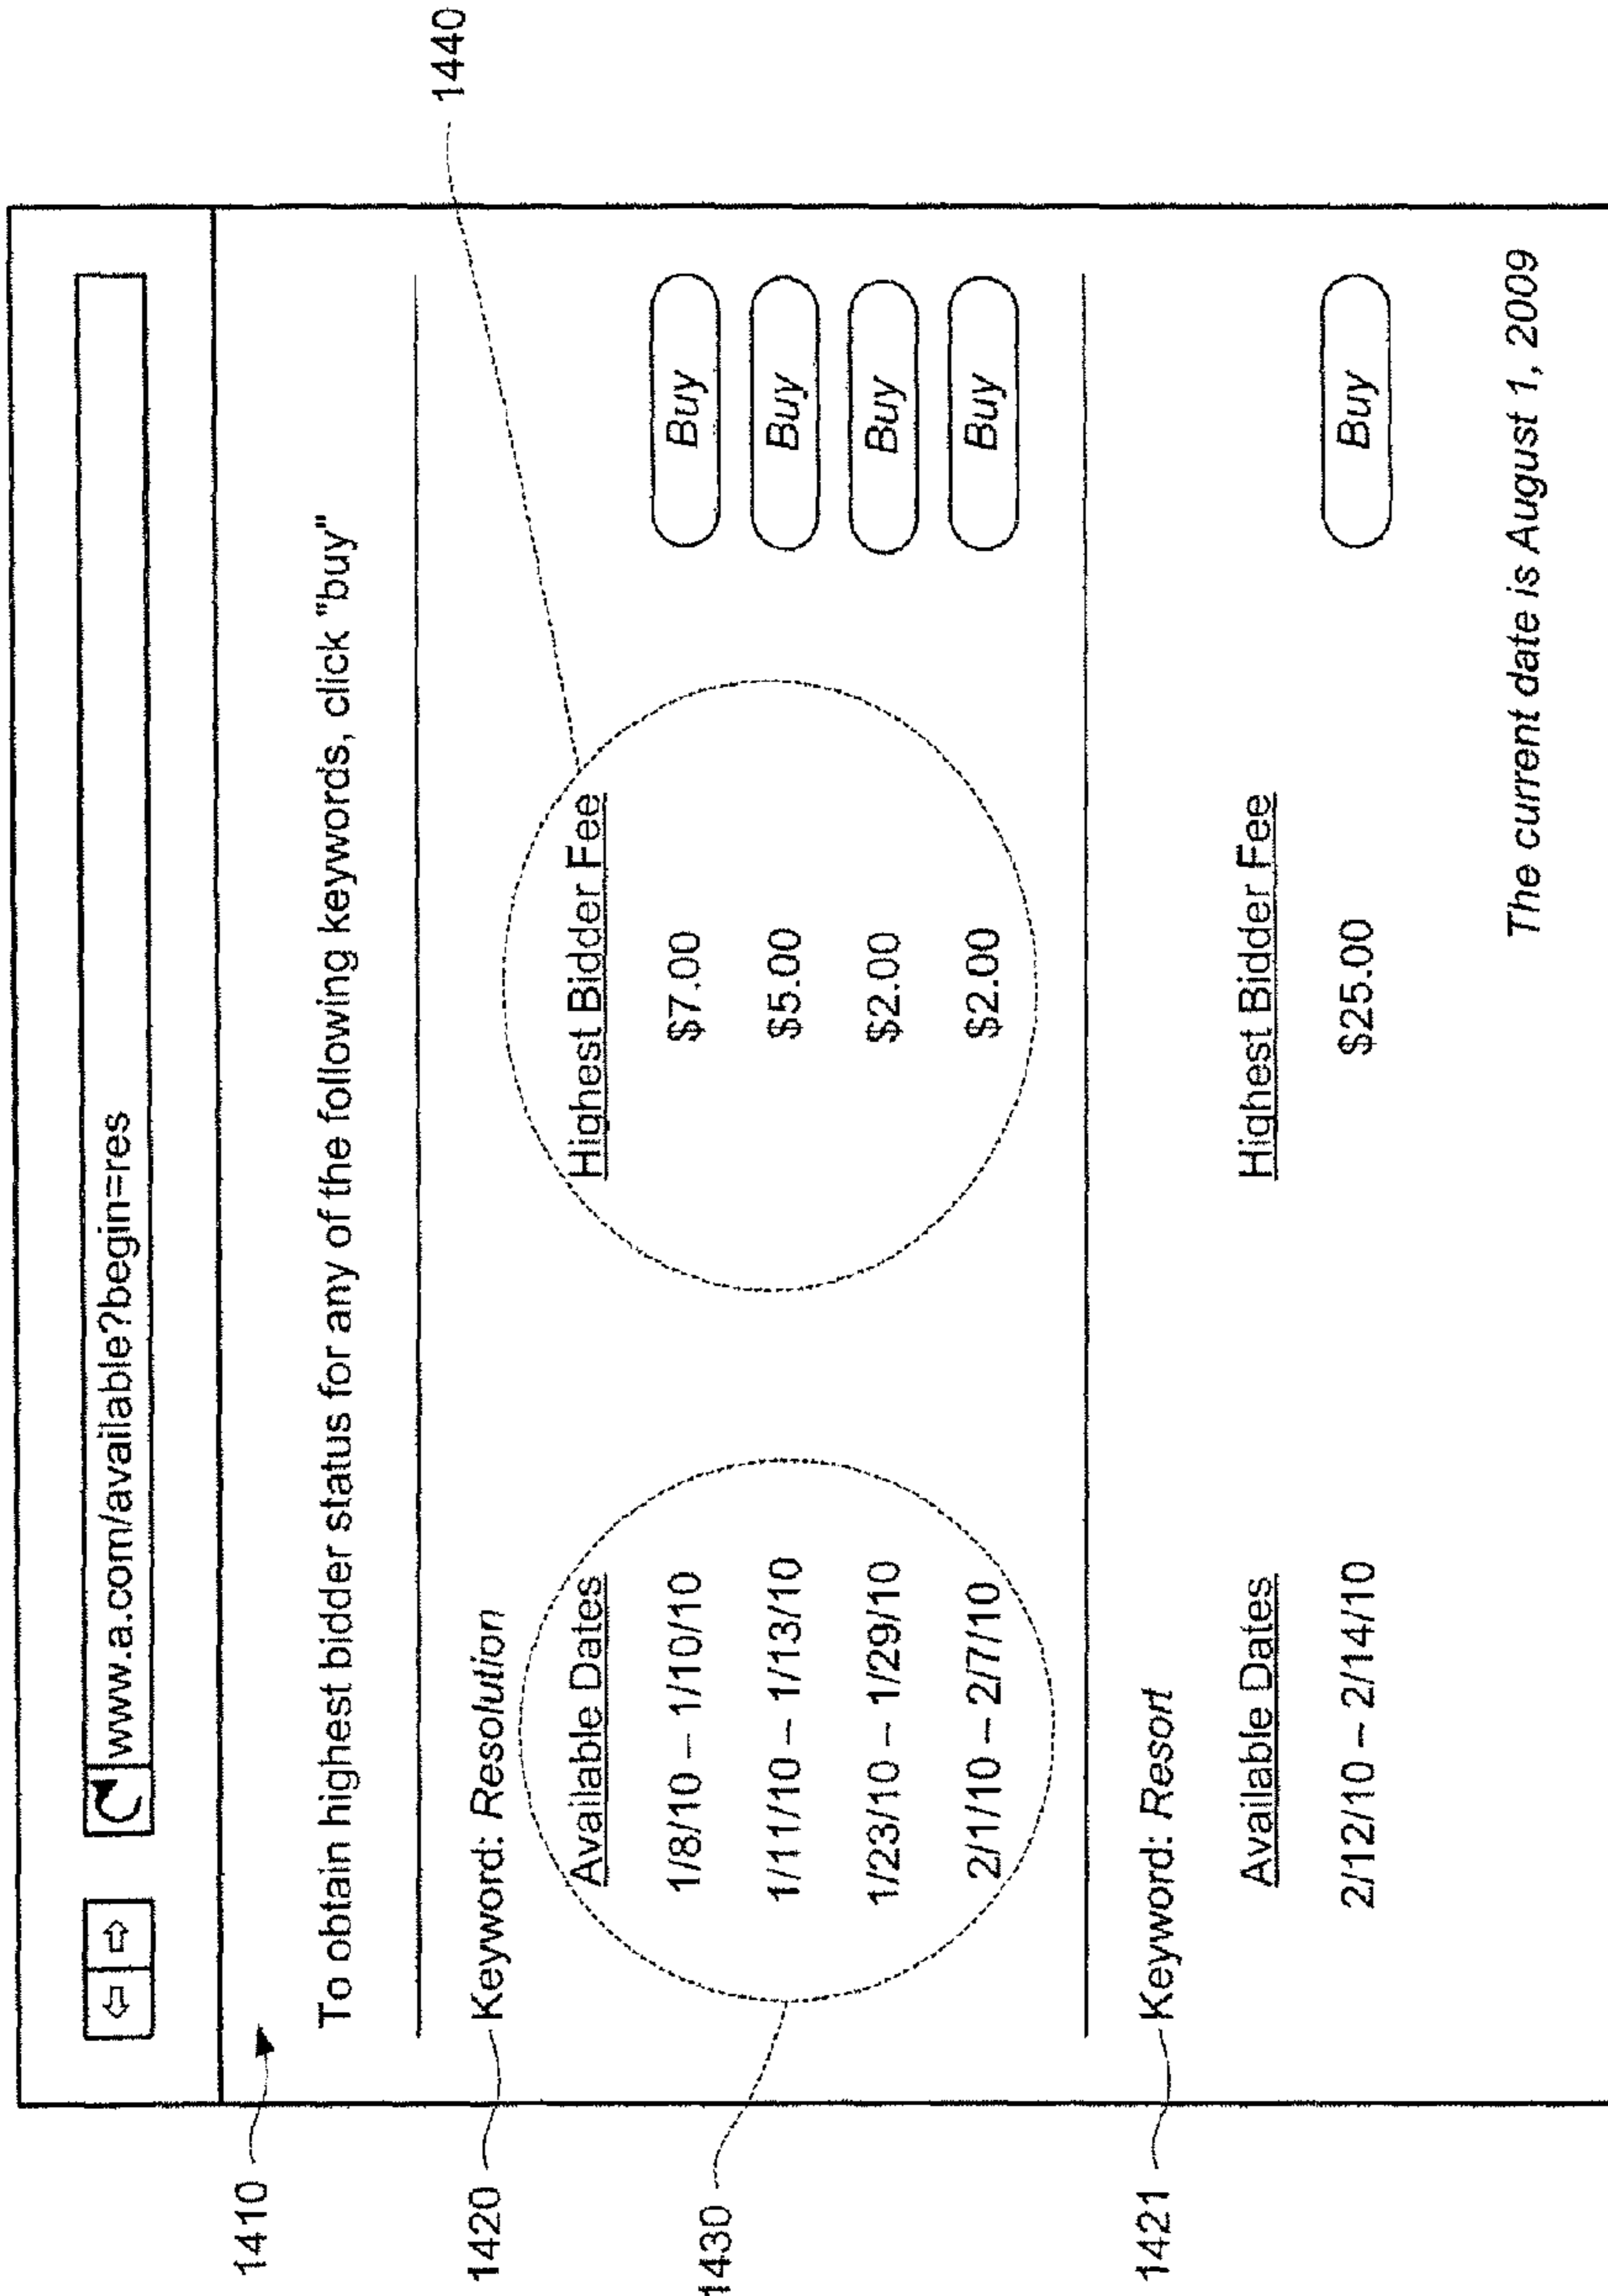 www.a.com/available?begin=res
1410
To obtain highest bidder status for any of the following keywords, click "buy"
1440
1420
Keyword: Resolution
Available Dates Highest Bidder Fee
1/8/10 – 1/10/10 $7.00 Buy
1/11/10 – 1/13/10 $5.00 Buy
1/23/10 – 1/29/10 $2.00 Buy
2/1/10 – 2/7/10 $2.00 Buy
1430
1421
Keyword: Resort
Available Dates Highest Bidder Fee
2/12/10 – 2/14/10 $25.00 Buy
The current date is August 1, 2009